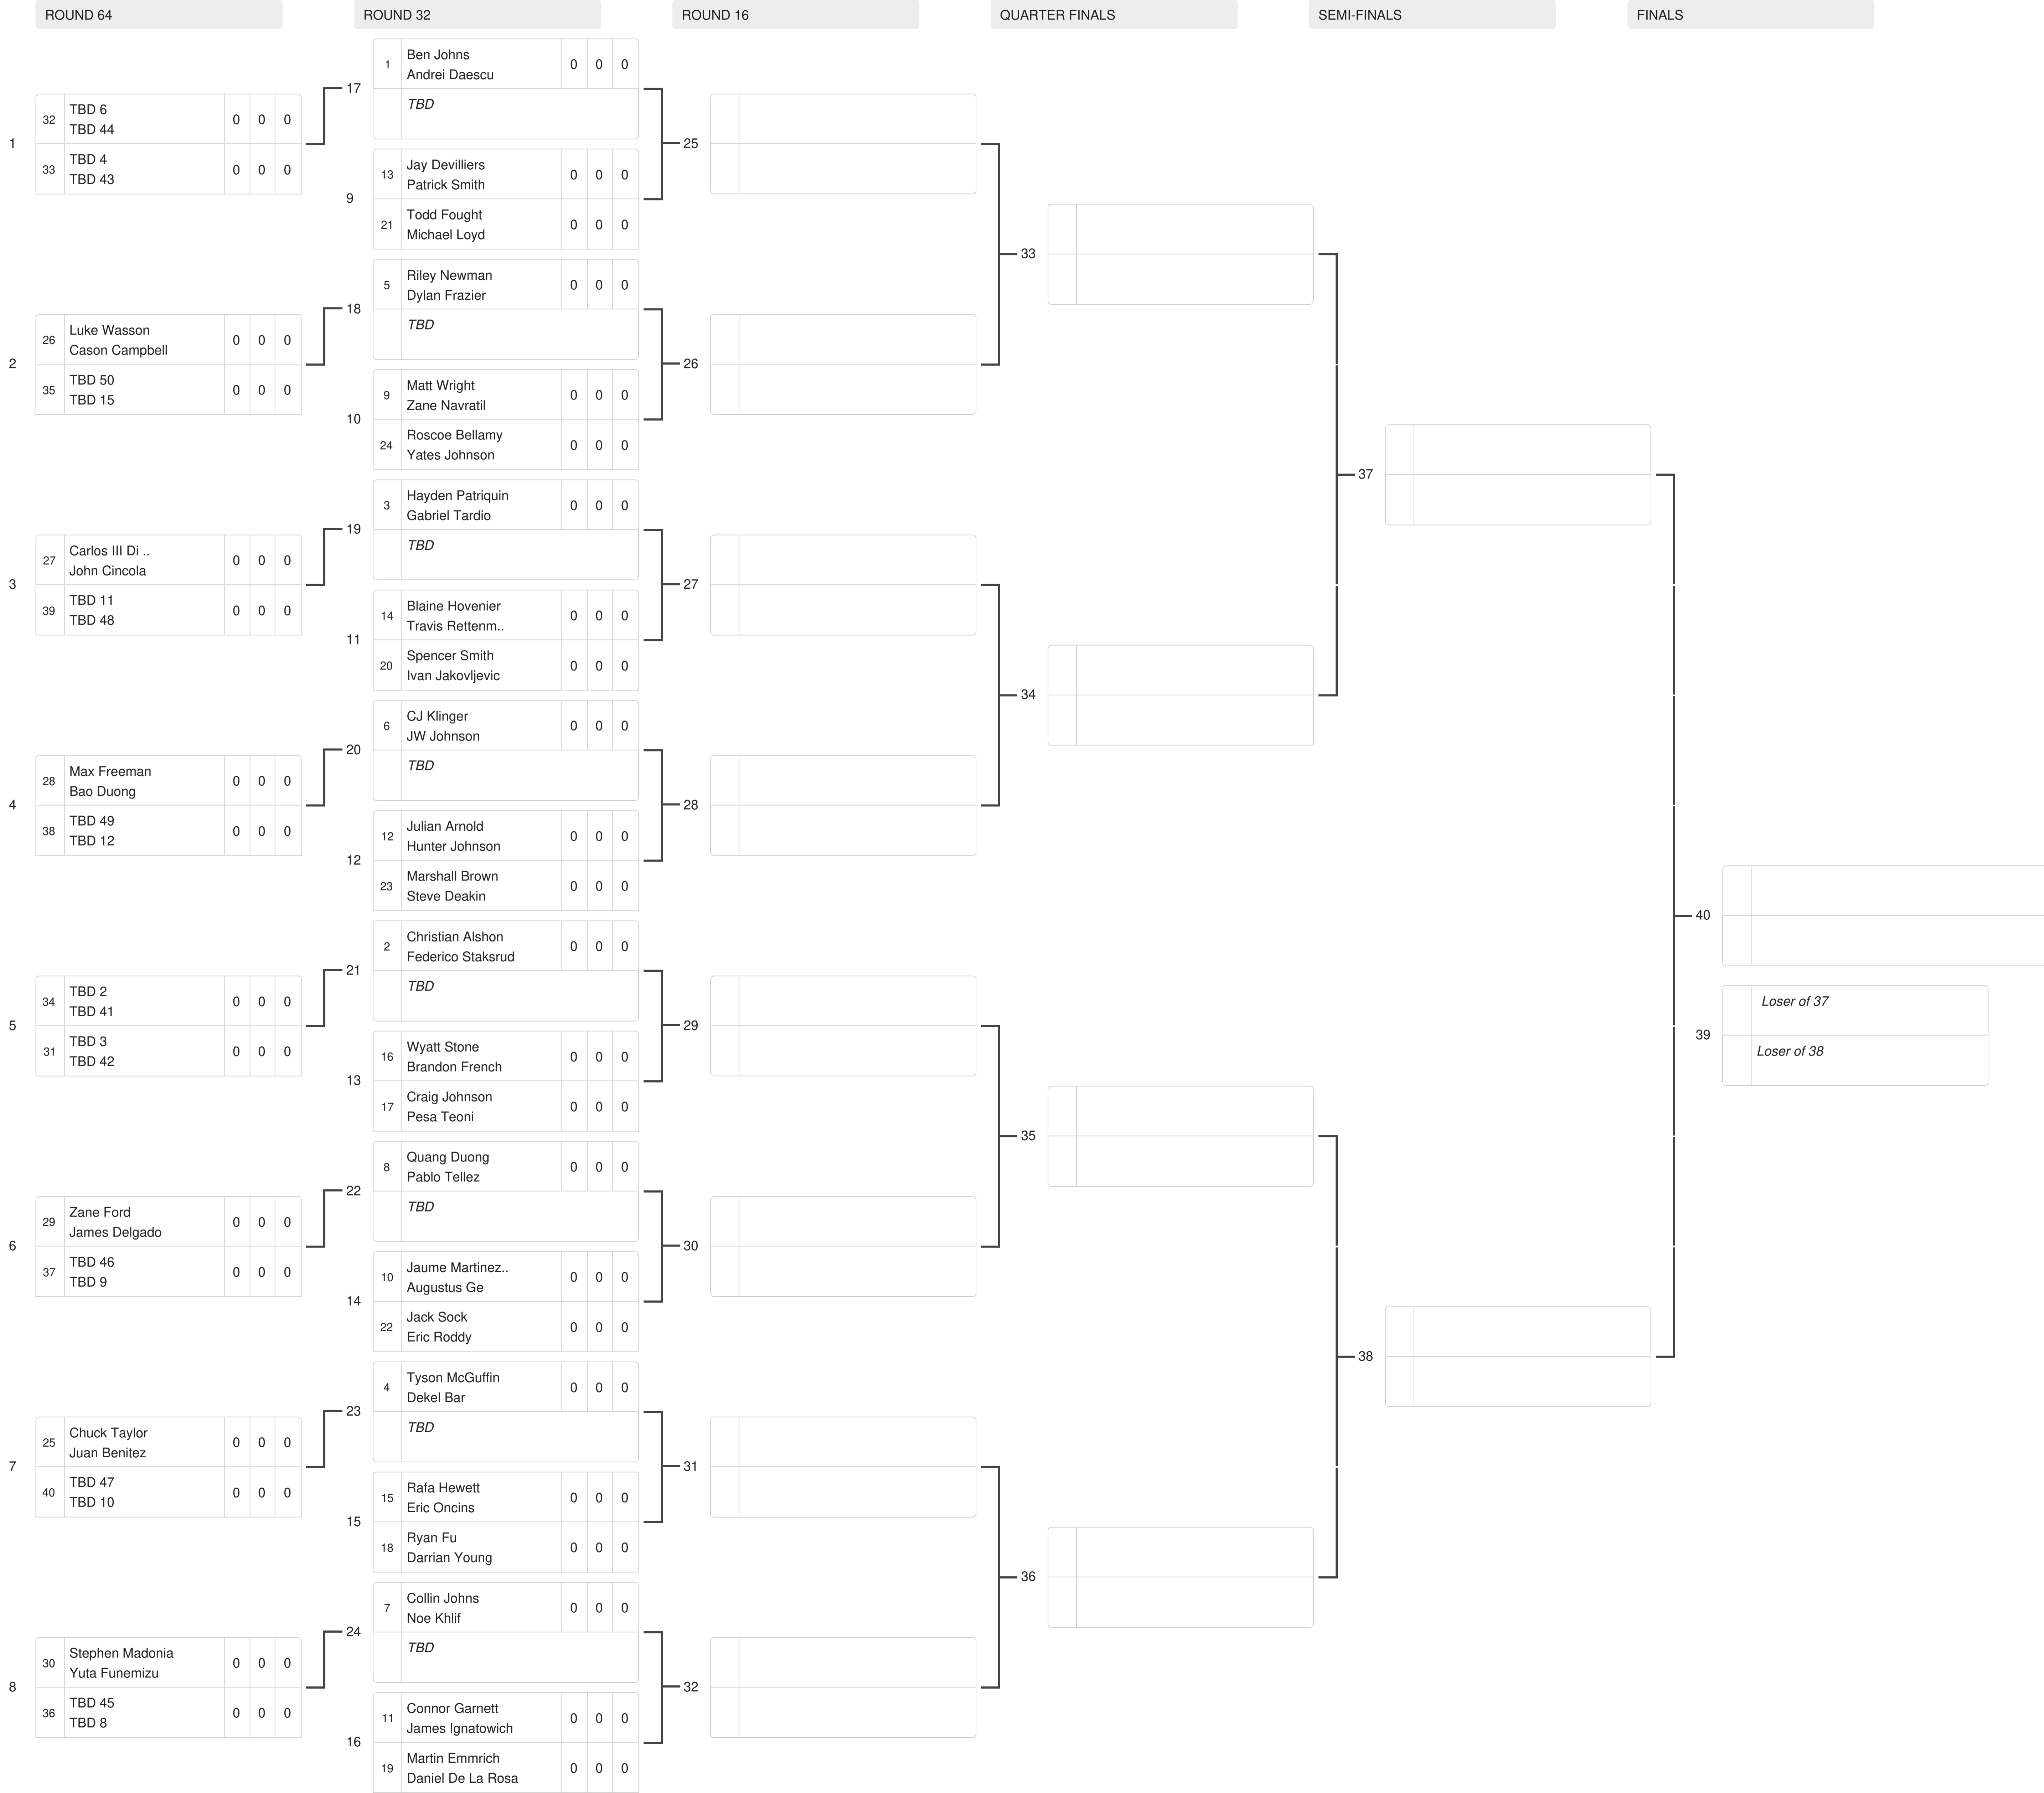 ROUND 64
ROUND 32
ROUND 16
QUARTER FINALS
SEMI-FINALS
FINALS
1
32
TBD 6
TBD 44
0 0 0
33
TBD 4
TBD 43
0 0 0
2
26
Luke Wasson
Cason Campbell
0 0 0
35
TBD 50
TBD 15
0 0 0
3
27
Carlos III Di ..
John Cincola
0 0 0
39
TBD 11
TBD 48
0 0 0
4
28
Max Freeman
Bao Duong
0 0 0
38
TBD 49
TBD 12
0 0 0
5
34
TBD 2
TBD 41
0 0 0
31
TBD 3
TBD 42
0 0 0
6
29
Zane Ford
James Delgado
0 0 0
37
TBD 46
TBD 9
0 0 0
7
25
Chuck Taylor
Juan Benitez
0 0 0
40
TBD 47
TBD 10
0 0 0
8
30
Stephen Madonia
Yuta Funemizu
0 0 0
36
TBD 45
TBD 8
0 0 0
17
1
Ben Johns
Andrei Daescu
0 0 0
TBD
9
13
Jay Devilliers
Patrick Smith
0 0 0
21
Todd Fought
Michael Loyd
0 0 0
18
5
Riley Newman
Dylan Frazier
0 0 0
TBD
10
9
Matt Wright
Zane Navratil
0 0 0
24
Roscoe Bellamy
Yates Johnson
0 0 0
19
3
Hayden Patriquin
Gabriel Tardio
0 0 0
TBD
11
14
Blaine Hovenier
Travis Rettenm..
0 0 0
20
Spencer Smith
Ivan Jakovljevic
0 0 0
20
6
CJ Klinger
JW Johnson
0 0 0
TBD
12
12
Julian Arnold
Hunter Johnson
0 0 0
23
Marshall Brown
Steve Deakin
0 0 0
21
2
Christian Alshon
Federico Staksrud
0 0 0
TBD
13
16
Wyatt Stone
Brandon French
0 0 0
17
Craig Johnson
Pesa Teoni
0 0 0
22
8
Quang Duong
Pablo Tellez
0 0 0
TBD
14
10
Jaume Martinez..
Augustus Ge
0 0 0
22
Jack Sock
Eric Roddy
0 0 0
23
4
Tyson McGuffin
Dekel Bar
0 0 0
TBD
15
15
Rafa Hewett
Eric Oncins
0 0 0
18
Ryan Fu
Darrian Young
0 0 0
24
7
Collin Johns
Noe Khlif
0 0 0
TBD
16
11
Connor Garnett
James Ignatowich
0 0 0
19
Martin Emmrich
Daniel De La Rosa
0 0 0
25
26
27
28
29
30
31
32
33
34
35
36
37
38
40
39
Loser of 37
Loser of 38